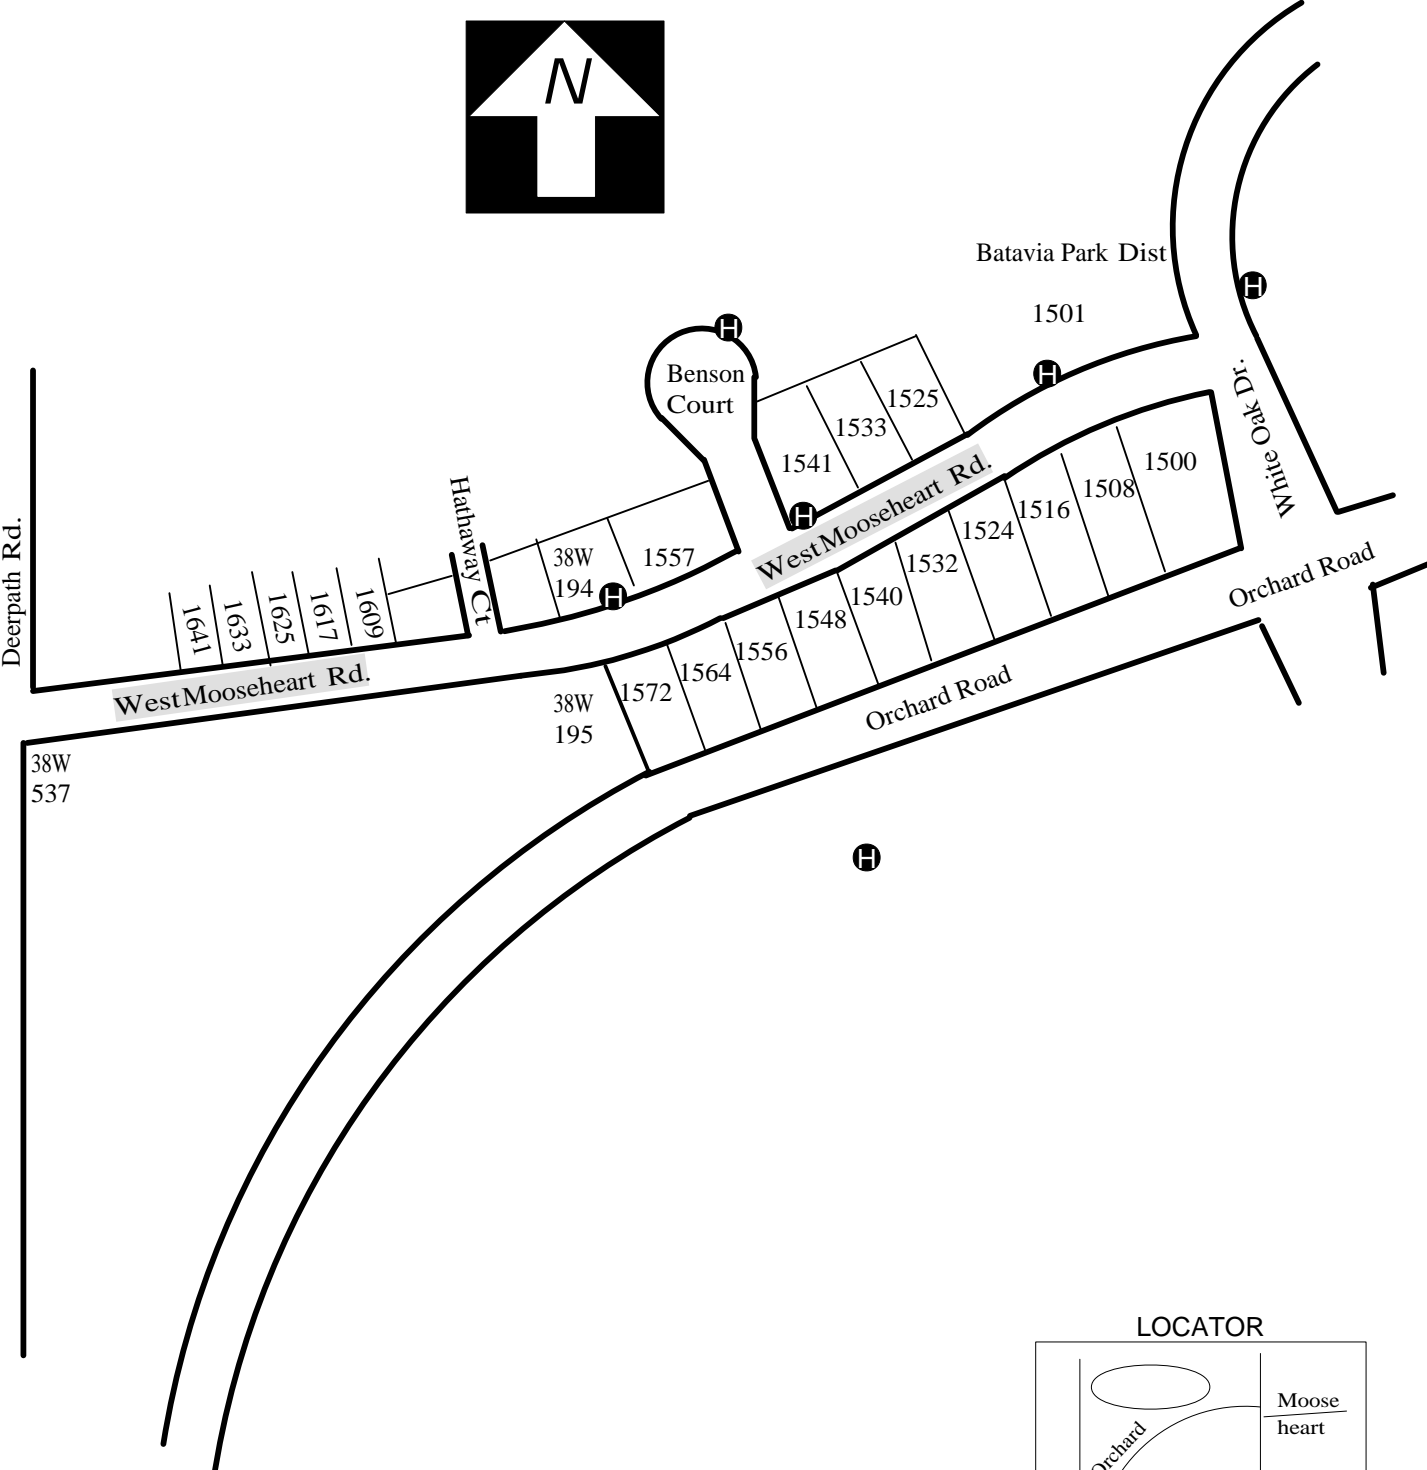 N
Batavia Park Dist
1501
H
H
H
Benson
Court
1525
1533
1541
White Oak Dr.
1500
1508
1516
1524
1532
1540
1548
1556
1564
1572
H
West Mooseheart Rd.
Hathaway Ct
38W
194
1557
H
Orchard Road
Deerpath Rd.
1641
1633
1625
1617
1609
West Mooseheart Rd.
38W
195
Orchard Road
38W
537
H
LOCATOR
Moose
heart
Orchard